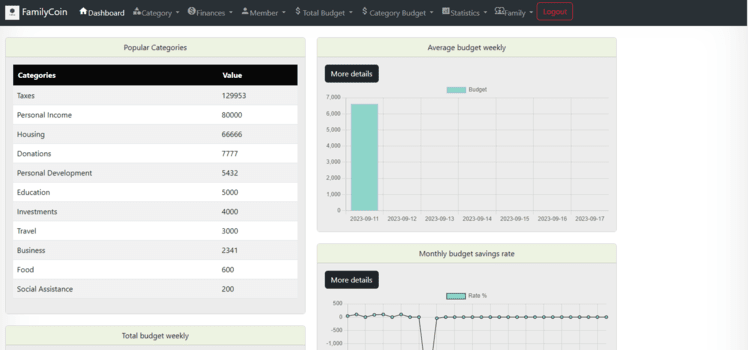 FamilyCoin Dashboard Category Finances Member $ Total Budget $ Category Budget Statistics Family Logout
Popular Categories
Categories Value
Taxes 129953
Personal Income 80000
Housing 66666
Donations 7777
Personal Development 5432
Education 5000
Investments 4000
Travel 3000
Business 2341
Food 600
Social Assistance 200
Total budget weekly
Average budget weekly
More details
Budget
7,000
6,000
5,000
4,000
3,000
2,000
1,000
0
2023-09-11 2023-09-12 2023-09-13 2023-09-14 2023-09-15 2023-09-16 2023-09-17
Monthly budget savings rate
More details
Rate %
500
0
-500
-1,000